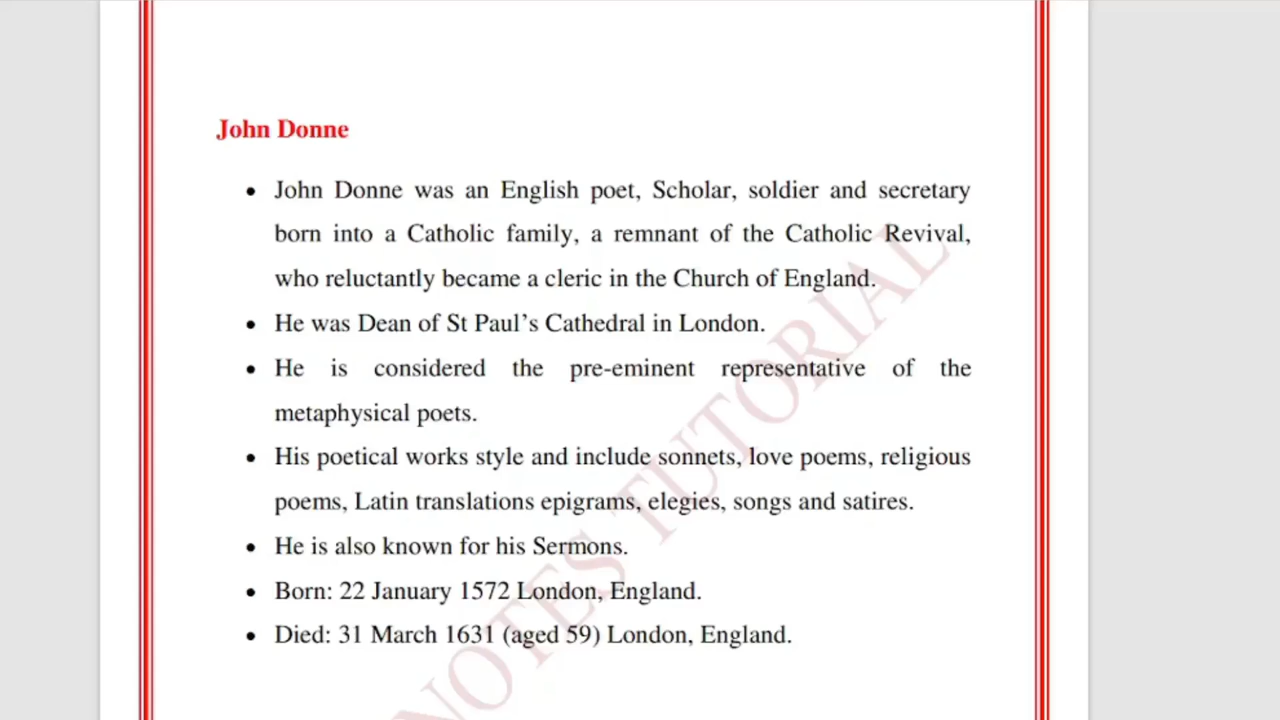 John Donne
• John Donne was an English poet, Scholar, soldier and secretary
born into a Catholic family, a remnant of the Catholic Revival,
who reluctantly became a cleric in the Church of England.
• He was Dean of St Paul’s Cathedral in London.
• He is considered the pre-eminent representative of the
metaphysical poets.
• His poetical works style and include sonnets, love poems, religious
poems, Latin translations epigrams, elegies, songs and satires.
• He is also known for his Sermons.
• Born: 22 January 1572 London, England.
• Died: 31 March 1631 (aged 59) London, England.
NOTES TUTORIAL